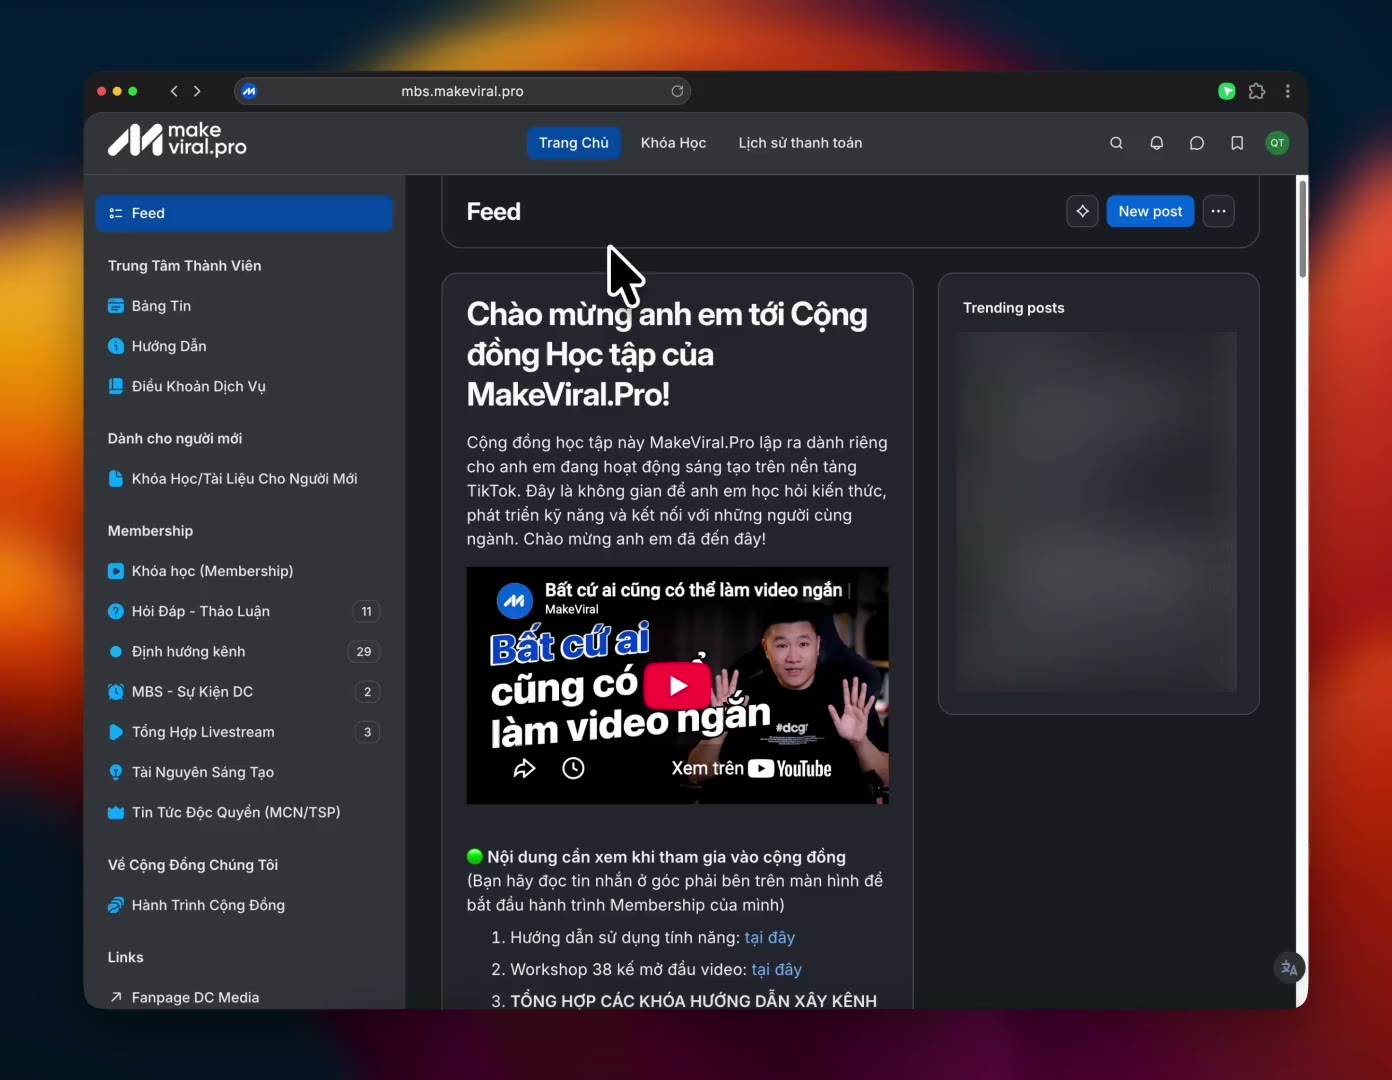 mbs.makeviral.pro
make
viral.pro
Trang Chủ
Khóa Học
Lịch sử thanh toán
QT
Feed
Trung Tâm Thành Viên
Bảng Tin
Hướng Dẫn
Điều Khoản Dịch Vụ
Dành cho người mới
Khóa Học/Tài Liệu Cho Người Mới
Membership
Khóa học (Membership)
Hỏi Đáp - Thảo Luận 11
Định hướng kênh 29
MBS - Sự Kiện DC 2
Tổng Hợp Livestream 3
Tài Nguyên Sáng Tạo
Tin Tức Độc Quyền (MCN/TSP)
Về Cộng Đồng Chúng Tôi
Hành Trình Cộng Đồng
Links
Fanpage DC Media
Feed
New post
Chào mừng anh em tới Cộng
đồng Học tập của
MakeViral.Pro!
Cộng đồng học tập này MakeViral.Pro lập ra dành riêng
cho anh em đang hoạt động sáng tạo trên nền tảng
TikTok. Đây là không gian để anh em học hỏi kiến thức,
phát triển kỹ năng và kết nối với những người cùng
ngành. Chào mừng anh em đã đến đây!
Bất cứ ai cũng có thể làm video ngắn |
MakeViral
Bất cứ ai
cũng có
làm video ngắn
#dcgr
Xem trên YouTube
Nội dung cần xem khi tham gia vào cộng đồng
(Bạn hãy đọc tin nhắn ở góc phải bên trên màn hình để
bắt đầu hành trình Membership của mình)
1. Hướng dẫn sử dụng tính năng: tại đây
2. Workshop 38 kế mở đầu video: tại đây
3. TỔNG HỢP CÁC KHÓA HƯỚNG DẪN XÂY KÊNH
Trending posts